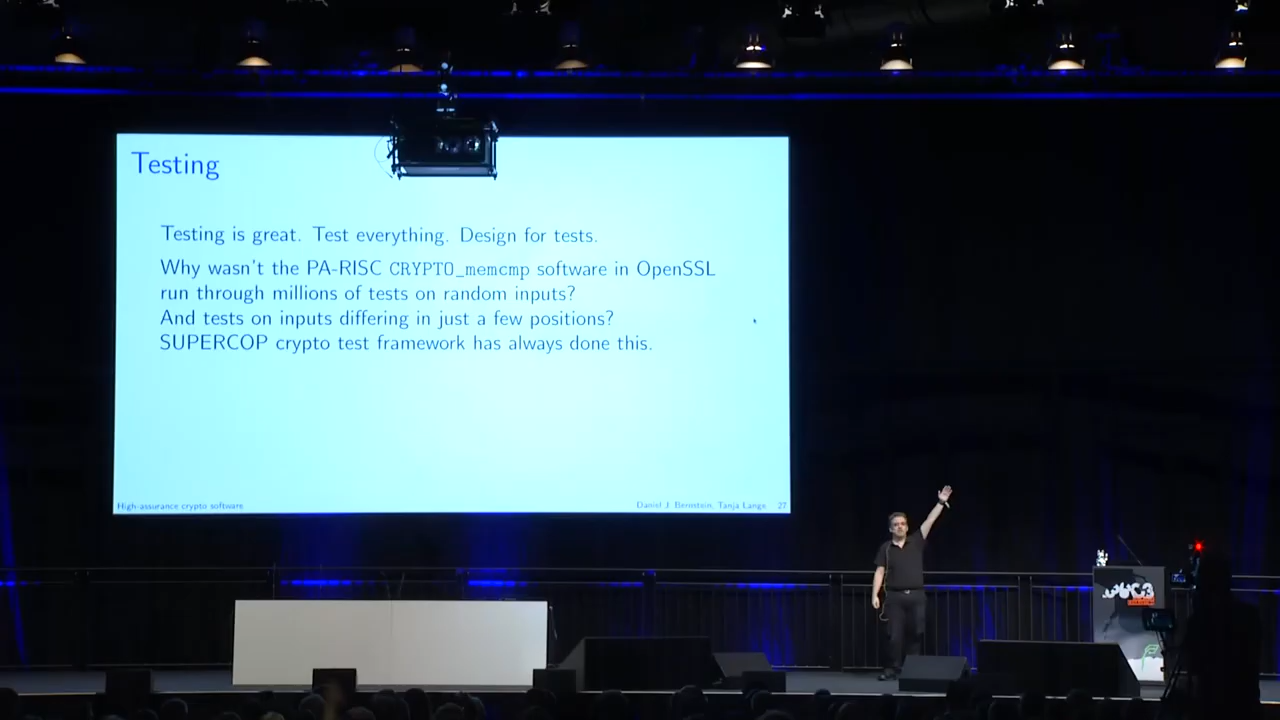 Testing
Testing is great. Test everything. Design for tests.
Why wasn't the PA-RISC CRYPTO_memcmp software in OpenSSL
run through millions of tests on random inputs?
And tests on inputs differing in just a few positions?
SUPERCOP crypto test framework has always done this.
High-assurance crypto software
Daniel J. Bernstein, Tanja Lange 27